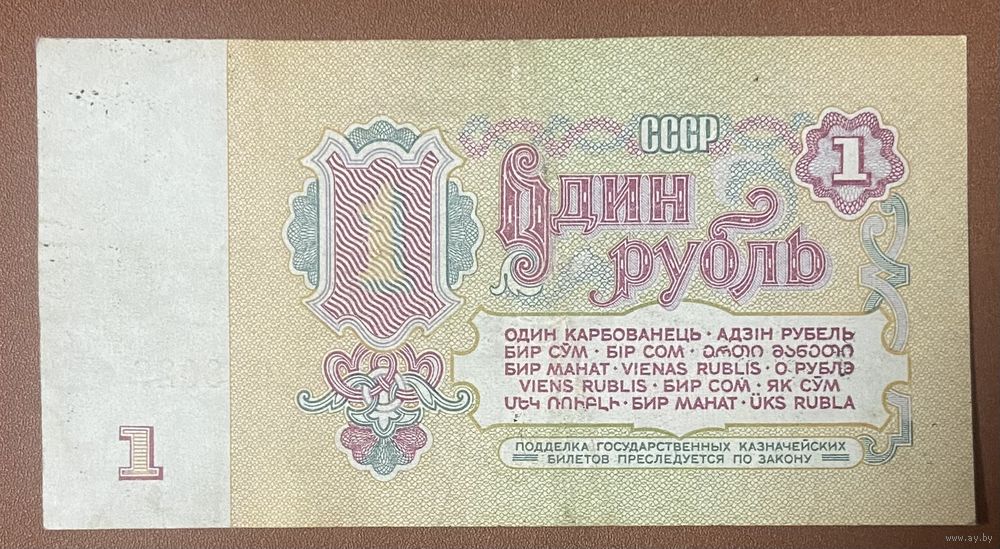 СССР
1
Один
рубль
1
ОДИН КАРБОВАНЕЦЬ · АДЗІН РУБЕЛЬ
БИР СЎМ · БІР СОМ · ᲔᲠᲗᲘ ᲛᲐᲜᲔᲗᲘ
БИР МАНАТ · VIENAS RUBLIS · О РУБЛЭ
VIENS RUBLIS · БИР СОМ · ЯК СӮМ
ՄԵԿ ՌՈՒԲԼԻ · БИР МАНАТ · ÜKS RUBLA
ПОДДЕЛКА ГОСУДАРСТВЕННЫХ КАЗНАЧЕЙСКИХ
БИЛЕТОВ ПРЕСЛЕДУЕТСЯ ПО ЗАКОНУ
1
www.ay.by